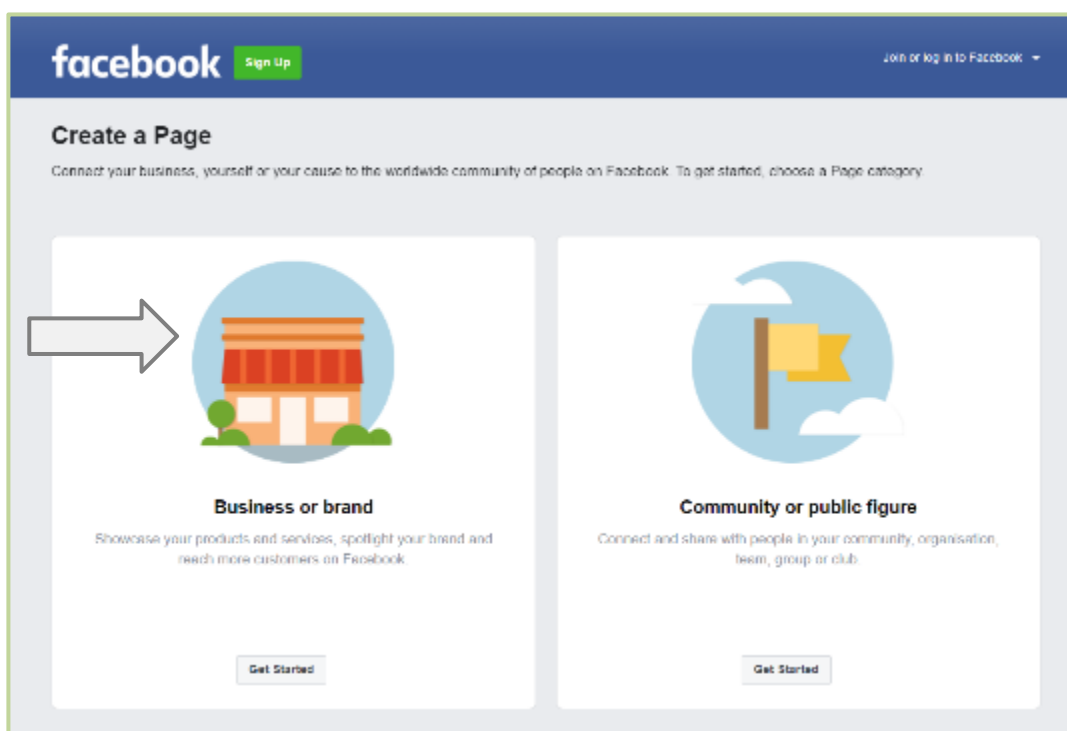 facebook Sign Up
Join or log in to Facebook
Create a Page
Connect your business, yourself or your cause to the worldwide community of people on Facebook. To get started, choose a Page category.
Business or brand
Showcase your products and services, spotlight your brand and
reach more customers on Facebook.
Get Started
Community or public figure
Connect and share with people in your community, organisation,
team, group or club.
Get Started